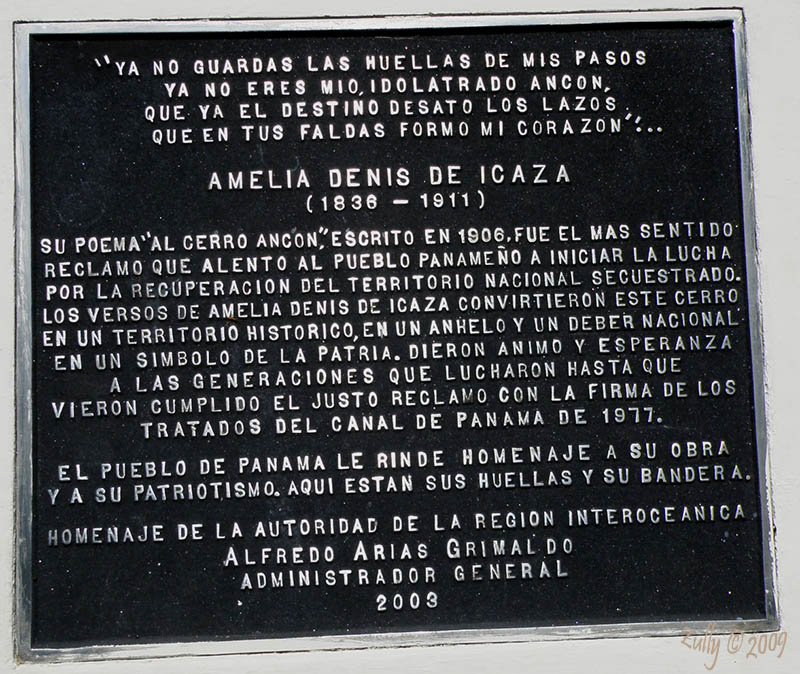 "YA NO GUARDAS LAS HUELLAS DE MIS PASOS
YA NO ERES MIO, IDOLATRADO ANCON,
QUE YA EL DESTINO DESATO LOS LAZOS
QUE EN TUS FALDAS FORMO MI CORAZON"...
AMELIA DENIS DE ICAZA
(1836 - 1911)
SU POEMA "AL CERRO ANCON", ESCRITO EN 1906, FUE EL MAS SENTIDO
RECLAMO QUE ALENTO AL PUEBLO PANAMEÑO A INICIAR LA LUCHA
POR LA RECUPERACION DEL TERRITORIO NACIONAL SECUESTRADO.
LOS VERSOS DE AMELIA DENIS DE ICAZA CONVIRTIERON ESTE CERRO
EN UN TERRITORIO HISTORICO, EN UN ANHELO Y UN DEBER NACIONAL
EN UN SIMBOLO DE LA PATRIA. DIERON ANIMO Y ESPERANZA
A LAS GENERACIONES QUE LUCHARON HASTA QUE
VIERON CUMPLIDO EL JUSTO RECLAMO CON LA FIRMA DE LOS
TRATADOS DEL CANAL DE PANAMA DE 1977.
EL PUEBLO DE PANAMA LE RINDE HOMENAJE A SU OBRA
Y A SU PATRIOTISMO. AQUI ESTAN SUS HUELLAS Y SU BANDERA.
HOMENAJE DE LA AUTORIDAD DE LA REGION INTEROCEANICA
ALFREDO ARIAS GRIMALDO
ADMINISTRADOR GENERAL
2003
Zully © 2009